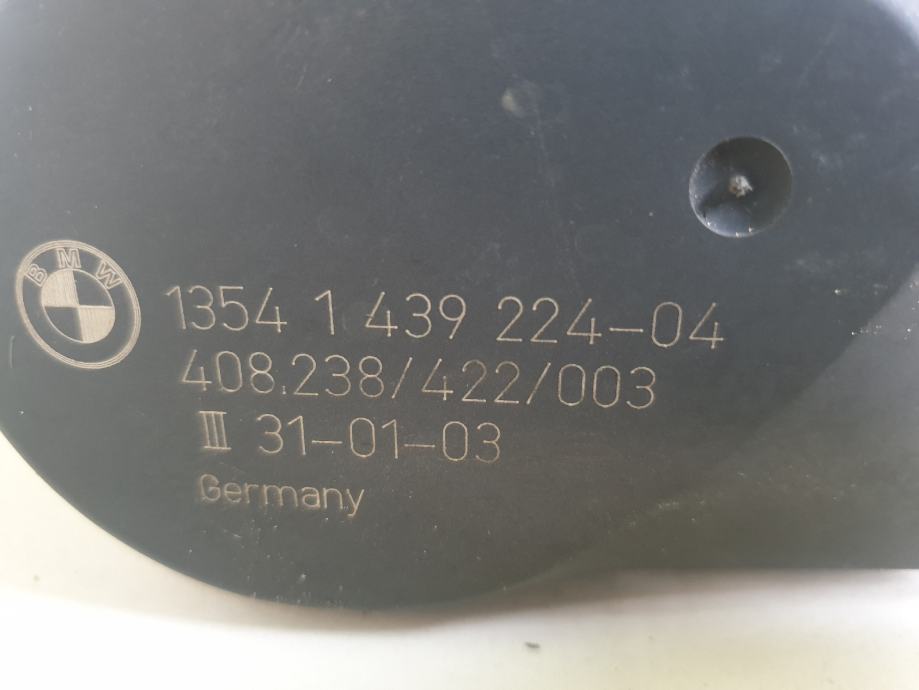 BMW
1354 1 439 224-04
408.238/422/003
III 31-01-03
Germany